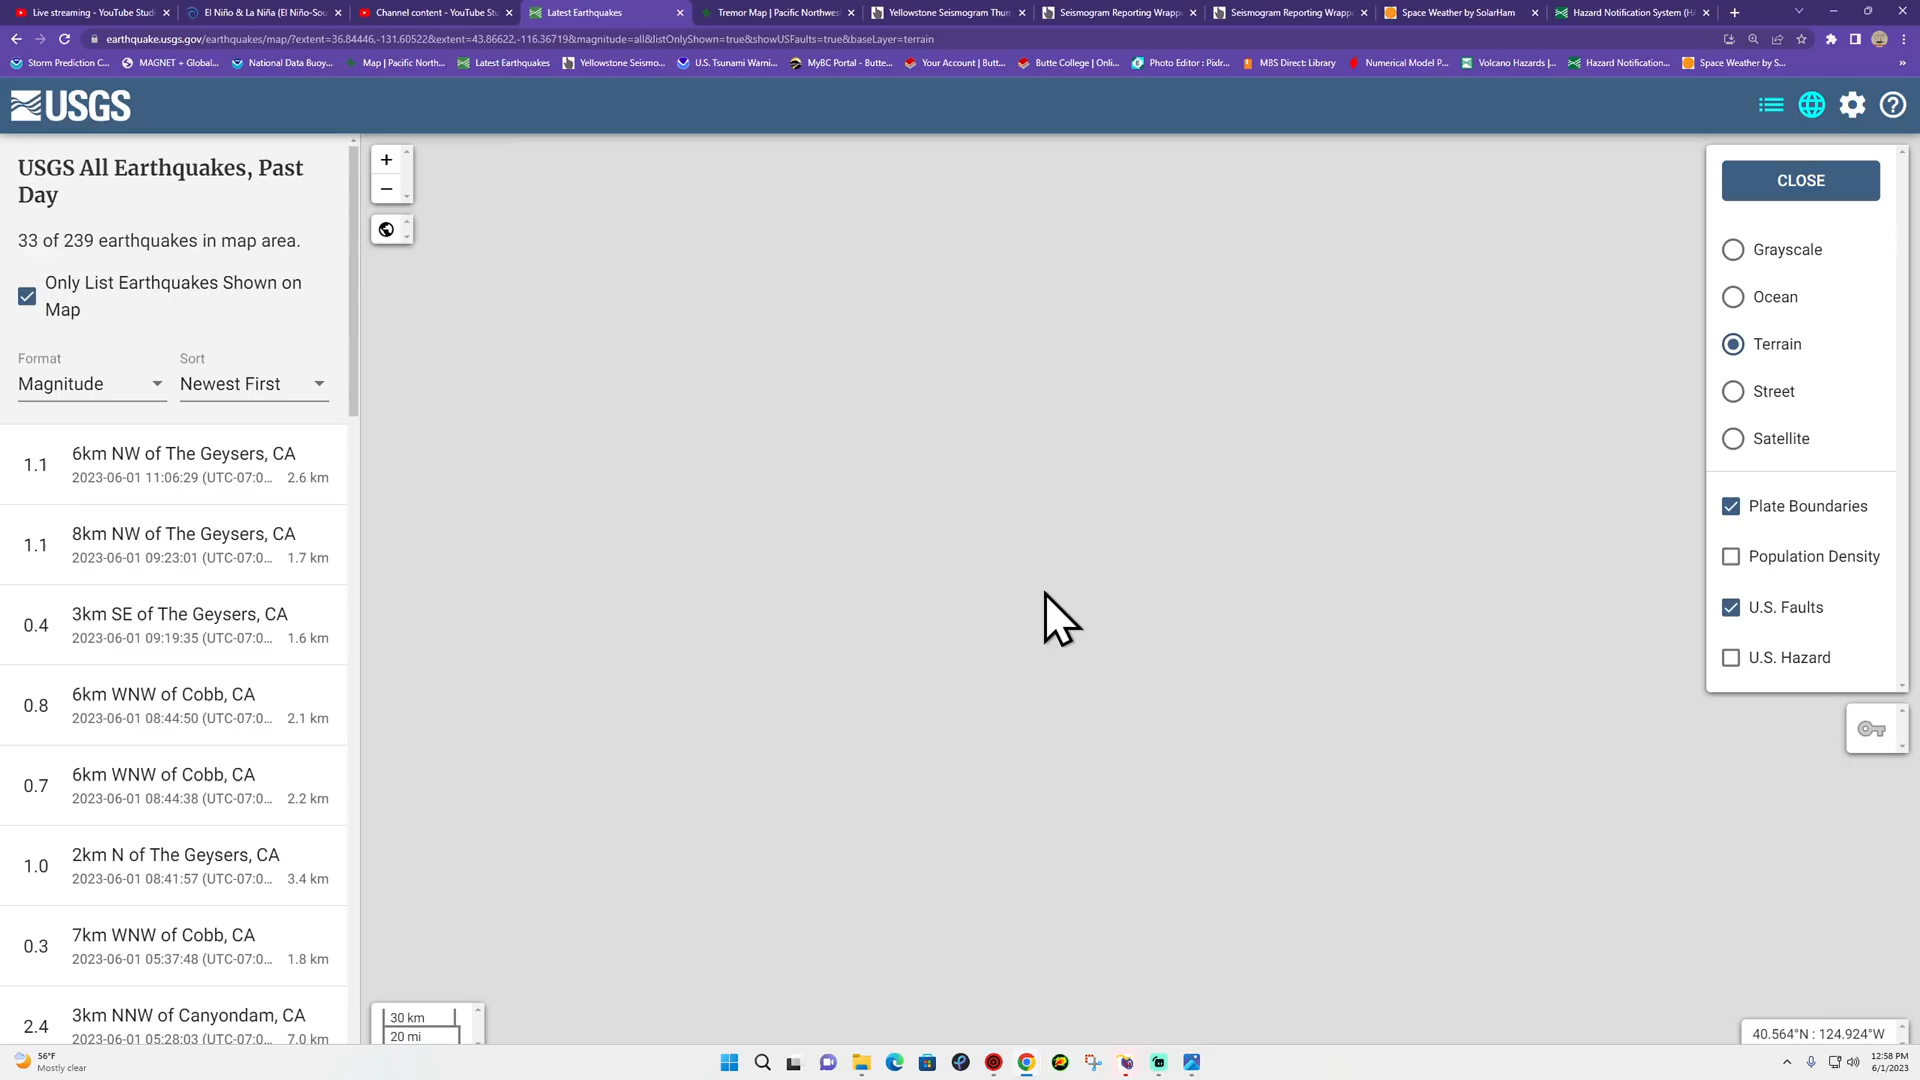 Live streaming - YouTube Stud
El Niño & La Niña (El Niño-Sou
Channel content - YouTube Stu
Latest Earthquakes
Tremor Map | Pacific Northwes
Yellowstone Seismogram Thum
Seismogram Reporting Wrapp
Seismogram Reporting Wrapp
Space Weather by SolarHam
Hazard Notification System (HA
earthquake.usgs.gov/earthquakes/map/?extent=36.84446,-131.60522&extent=43.86622,-116.36719&magnitude=all&listOnlyShown=true&showUSFaults=true&baseLayer=terrain
Storm Prediction C...
MAGNET + Global...
National Data Buoy...
Map | Pacific North...
Latest Earthquakes
Yellowstone Seismo...
U.S. Tsunami Warni...
MyBC Portal - Butte...
Your Account | Butt...
Butte College | Onli...
Photo Editor : Pixlr...
MBS Direct: Library
Numerical Model P...
Volcano Hazards |...
Hazard Notification...
Space Weather by S...
USGS
USGS All Earthquakes, Past
Day
33 of 239 earthquakes in map area.
Only List Earthquakes Shown on
Map
Format
Sort
Magnitude
Newest First
1.1
6km NW of The Geysers, CA
2023-06-01 11:06:29 (UTC-07:0...
2.6 km
1.1
8km NW of The Geysers, CA
2023-06-01 09:23:01 (UTC-07:0...
1.7 km
0.4
3km SE of The Geysers, CA
2023-06-01 09:19:35 (UTC-07:0...
1.6 km
0.8
6km WNW of Cobb, CA
2023-06-01 08:44:50 (UTC-07:0...
2.1 km
0.7
6km WNW of Cobb, CA
2023-06-01 08:44:38 (UTC-07:0...
2.2 km
1.0
2km N of The Geysers, CA
2023-06-01 08:41:57 (UTC-07:0...
3.4 km
0.3
7km WNW of Cobb, CA
2023-06-01 05:37:48 (UTC-07:0...
1.8 km
2.4
3km NNW of Canyondam, CA
2023-06-01 05:28:03 (UTC-07:0...
7.0 km
+
−
30 km
20 mi
CLOSE
Grayscale
Ocean
Terrain
Street
Satellite
Plate Boundaries
Population Density
U.S. Faults
U.S. Hazard
40.564°N : 124.924°W
56°F
Mostly clear
12:58 PM
6/1/2023